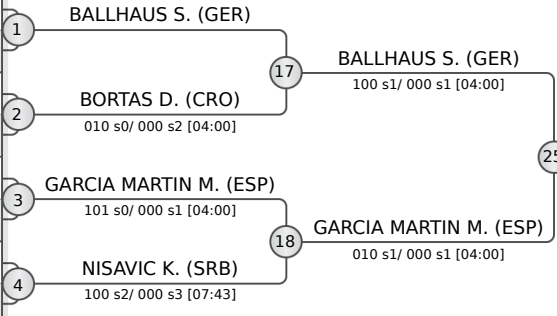 1
BALLHAUS S. (GER)
17
BALLHAUS S. (GER)
100 s1/ 000 s1 [04:00]
2
BORTAS D. (CRO)
010 s0/ 000 s2 [04:00]
25
3
GARCIA MARTIN M. (ESP)
101 s0/ 000 s1 [04:00]
18
GARCIA MARTIN M. (ESP)
010 s1/ 000 s1 [04:00]
4
NISAVIC K. (SRB)
100 s2/ 000 s3 [07:43]